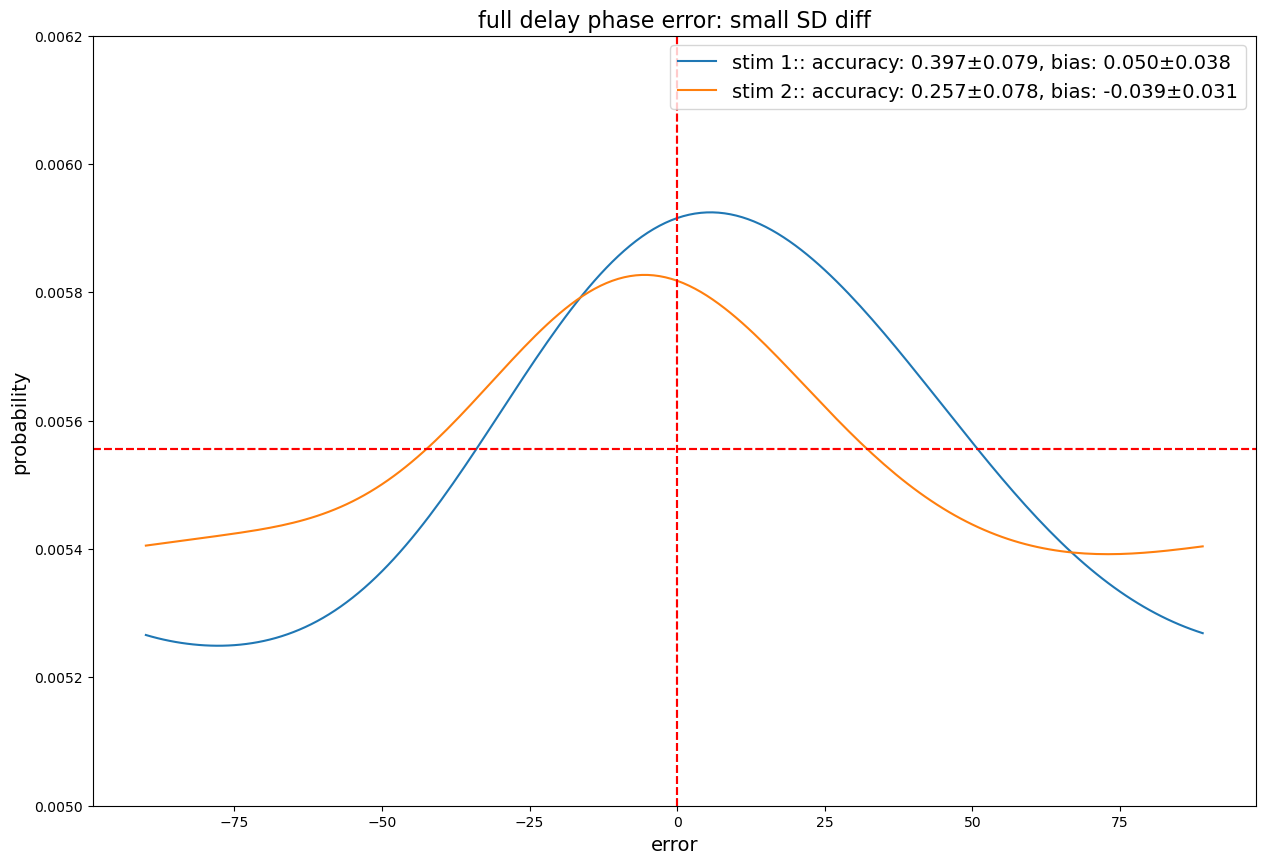 full delay phase error: small SD diff
stim 1:: accuracy: 0.397±0.079, bias: 0.050±0.038
stim 2:: accuracy: 0.257±0.078, bias: -0.039±0.031
probability
0.0062
0.0060
0.0058
0.0056
0.0054
0.0052
0.0050
−75 −50 −25 0 25 50 75
error